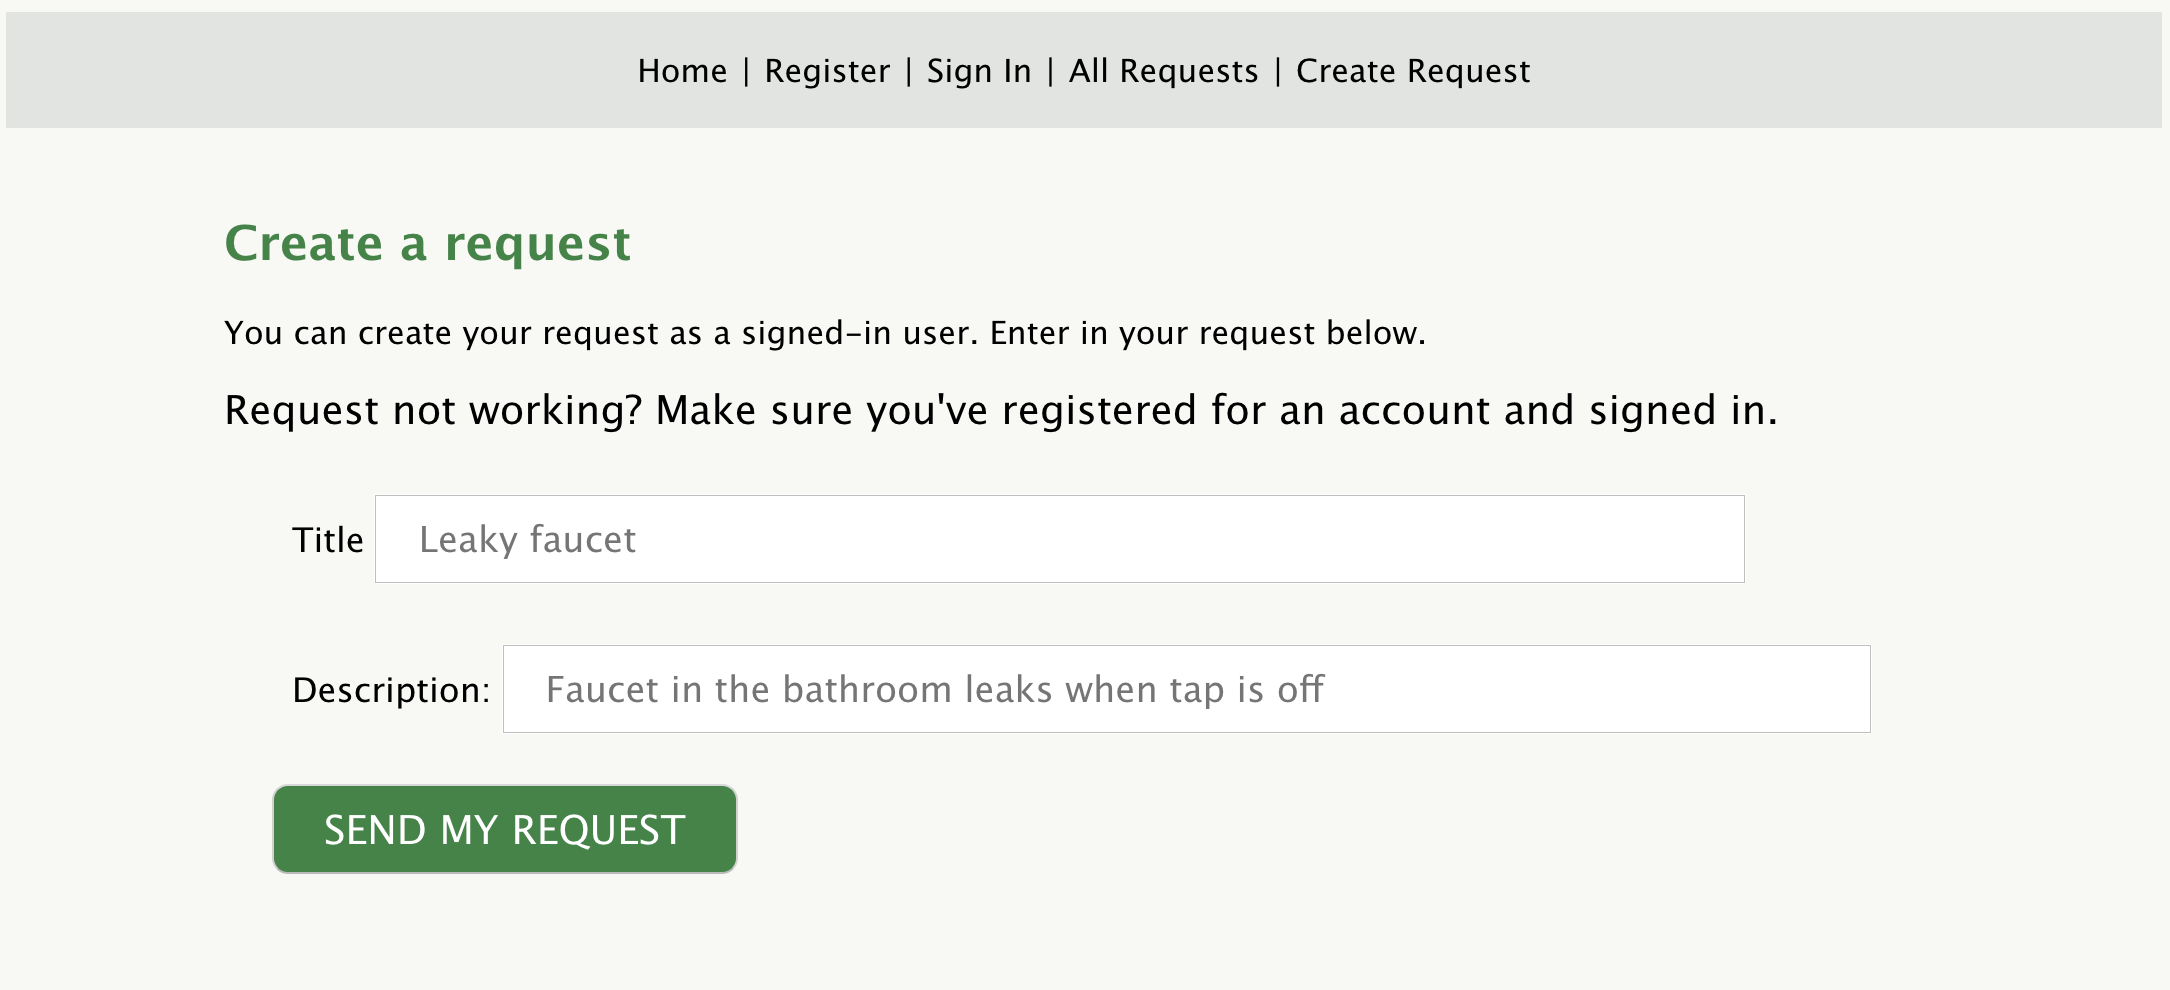 Home | Register | Sign In | All Requests | Create Request
Create a request
You can create your request as a signed-in user. Enter in your request below.
Request not working? Make sure you've registered for an account and signed in.
Title Leaky faucet
Description: Faucet in the bathroom leaks when tap is off
SEND MY REQUEST